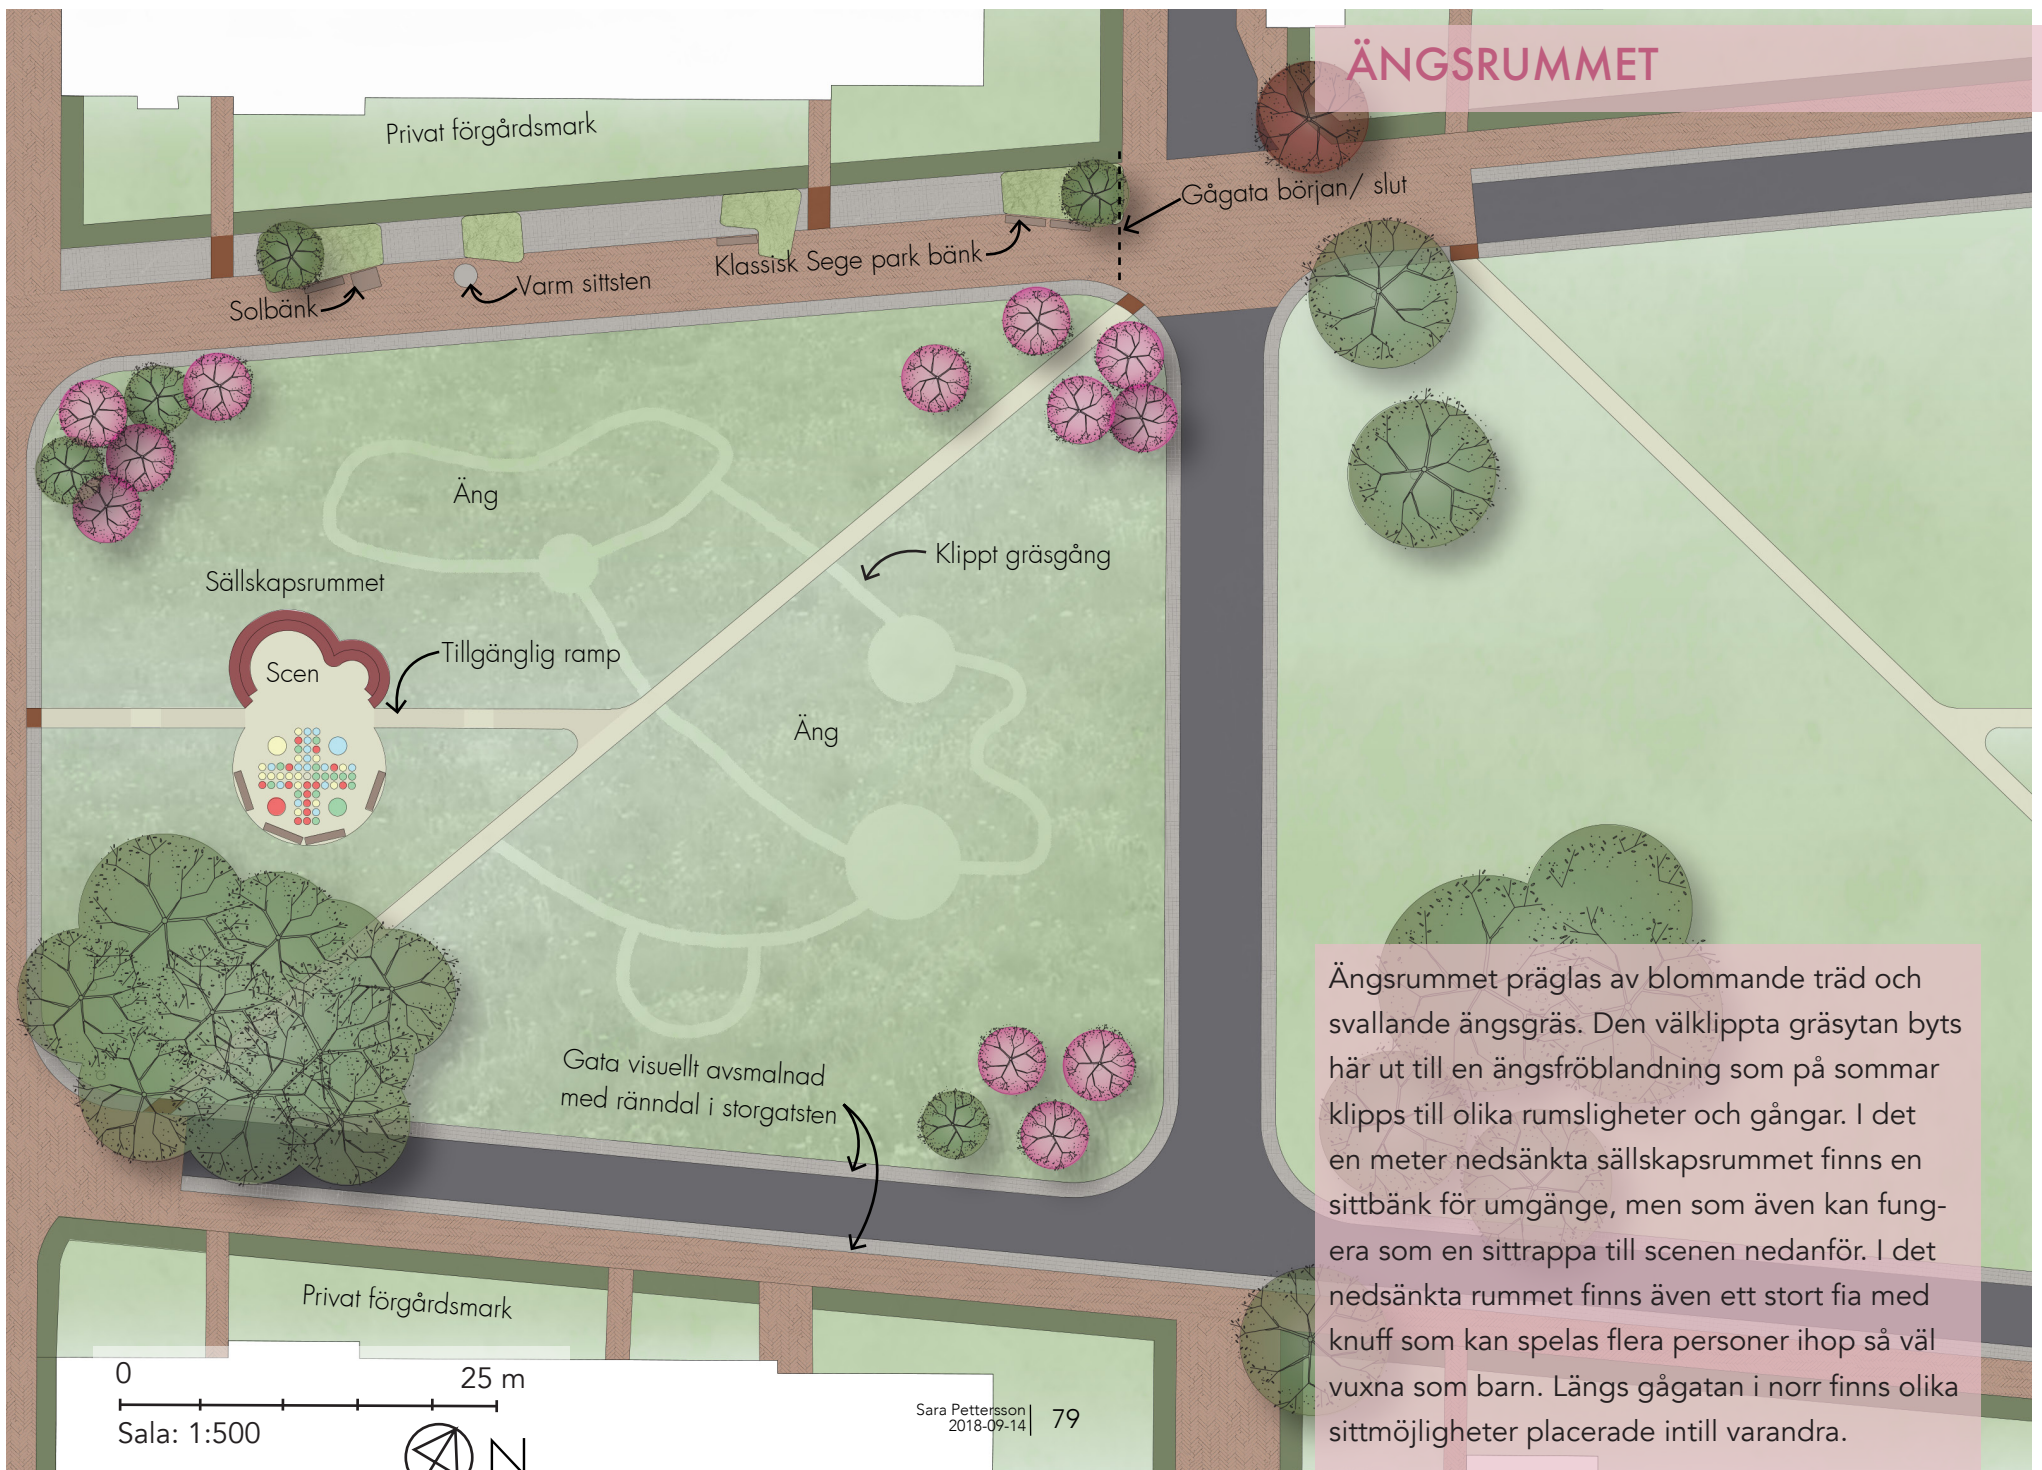 ÄNGSRUMMET
Privat förgårdsmark
Gågata början/ slut
Klassisk Sege park bänk
Varm sittsten
Solbänk
Äng
Klippt gräsgång
Sällskapsrummet
Tillgänglig ramp
Scen
Äng
Gata visuellt avsmalnad
med ränndal i storgatsten
Privat förgårdsmark
Ängsrummet präglas av blommande träd och
svallande ängsgräs. Den välklippta gräsytan byts
här ut till en ängsfröblandning som på sommar
klipps till olika rumsligheter och gångar. I det
en meter nedsänkta sällskapsrummet finns en
sittbänk för umgänge, men som även kan fung-
era som en sittrappa till scenen nedanför. I det
nedsänkta rummet finns även ett stort fia med
knuff som kan spelas flera personer ihop så väl
vuxna som barn. Längs gågatan i norr finns olika
sittmöjligheter placerade intill varandra.
0 25 m
Sala: 1:500
N
Sara Pettersson
2018-09-14
79